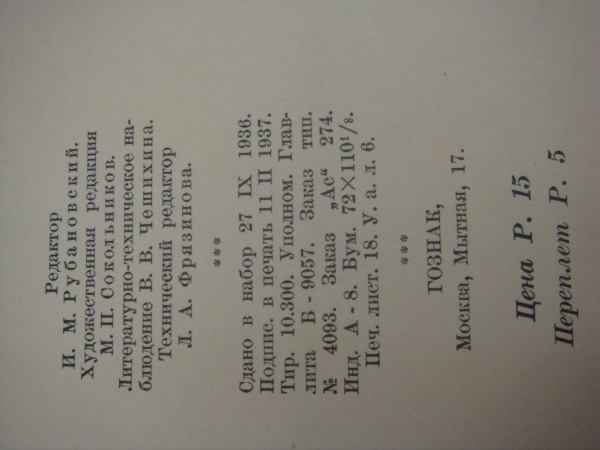 Редактор
И. М. Рубановский.
Художественная редакция
М. П. Сокольников.
Литературно-техническое на-
блюдение В. В. Чешихина.
Технический редактор
Л. А. Фрязинова.
***
Сдано в набор 27 IX 1936.
Подпис. в печать 11 II 1937.
Тир. 10.300. Уполном. Глав-
лита Б - 9057. Заказ тип.
№ 4093. Заказ „Ас“ 274.
Инд. А - 8. Бум. 72×110¹/8.
Печ. лист. 18. У. а. л. 6.
***
ГОЗНАК,
Москва, Мытная, 17.
Цена Р. 15
Переплет Р. 5